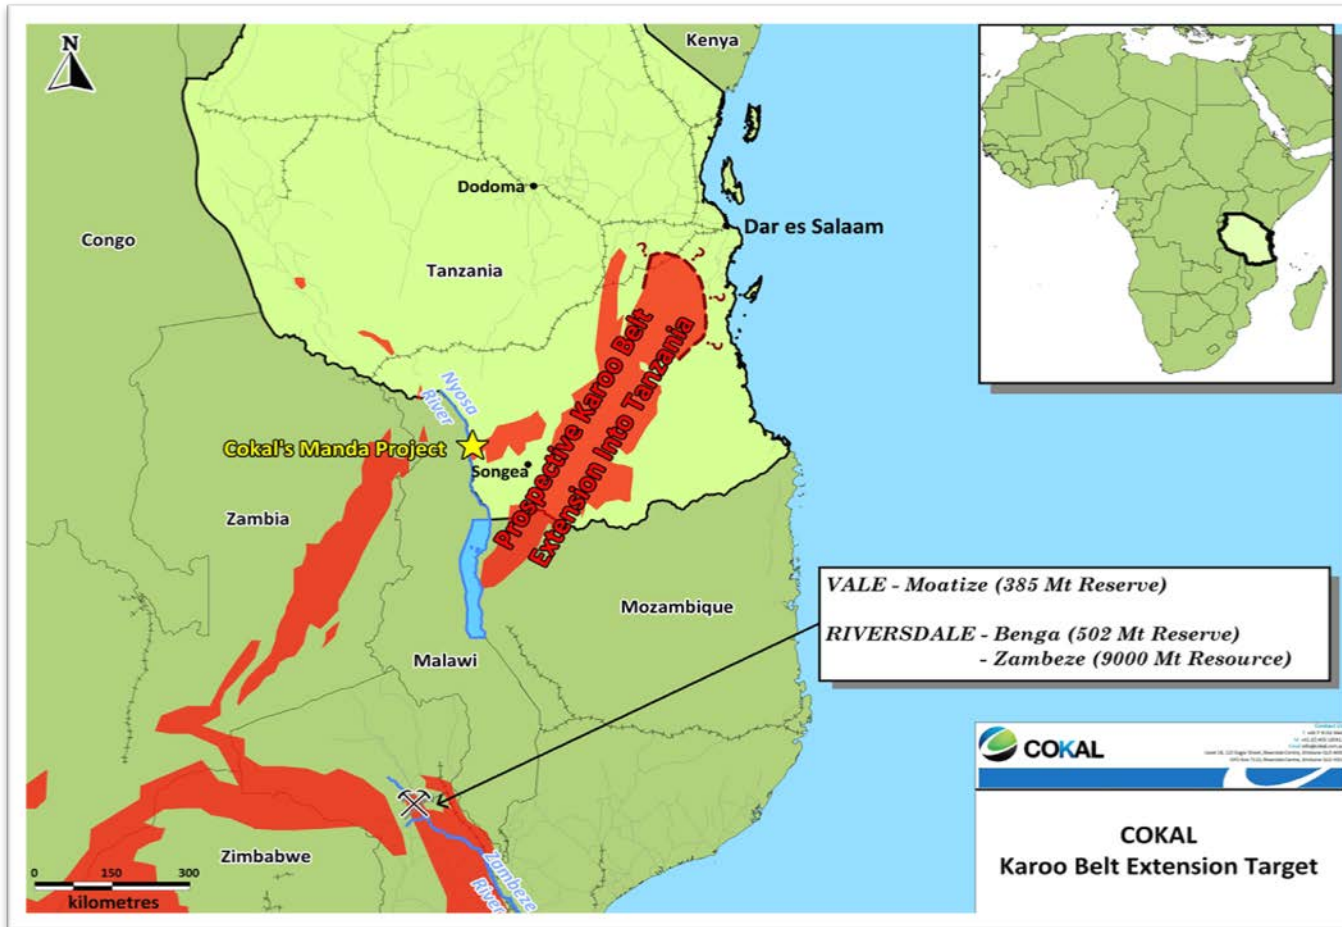 N
Kenya
Dodoma
Congo
Dar es Salaam
Tanzania
?
?
?
?
Prospective Karoo Belt
Extension Into Tanzania
Nyosa
River
Cokal's Manda Project
Songea
Zambia
VALE - Moatize (385 Mt Reserve)
RIVERSDALE - Benga (502 Mt Reserve)
- Zambeze (9000 Mt Resource)
Mozambique
Malawi
Zimbabwe
Zambeze
River
0 150 300
kilometres
COKAL
COKAL
Karoo Belt Extension Target